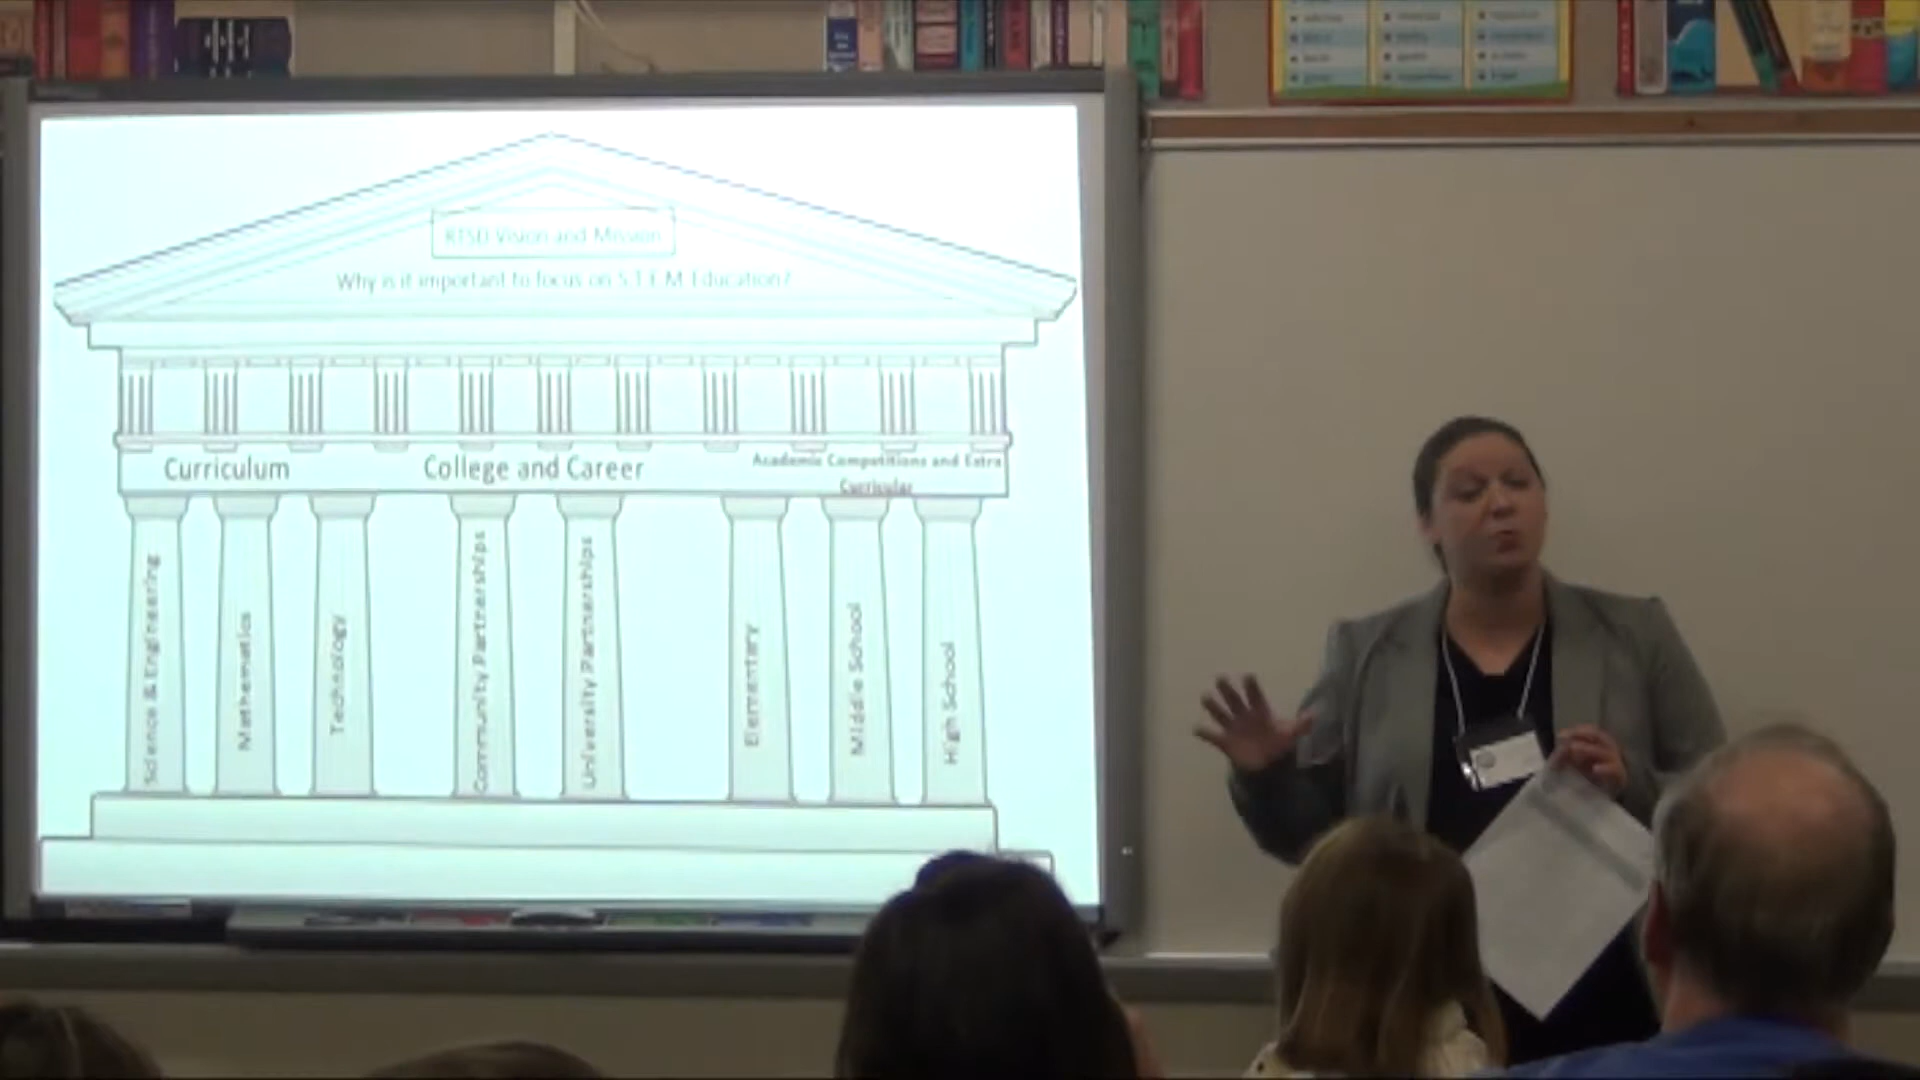 RTSD Vision and Mission
Why is it important to focus on S.T.E.M. Education?
Curriculum
College and Career
Academic Competitions and Extra
Curricular
Science & Engineering
Mathematics
Technology
Community Partnerships
University Partnerships
Elementary
Middle School
High School